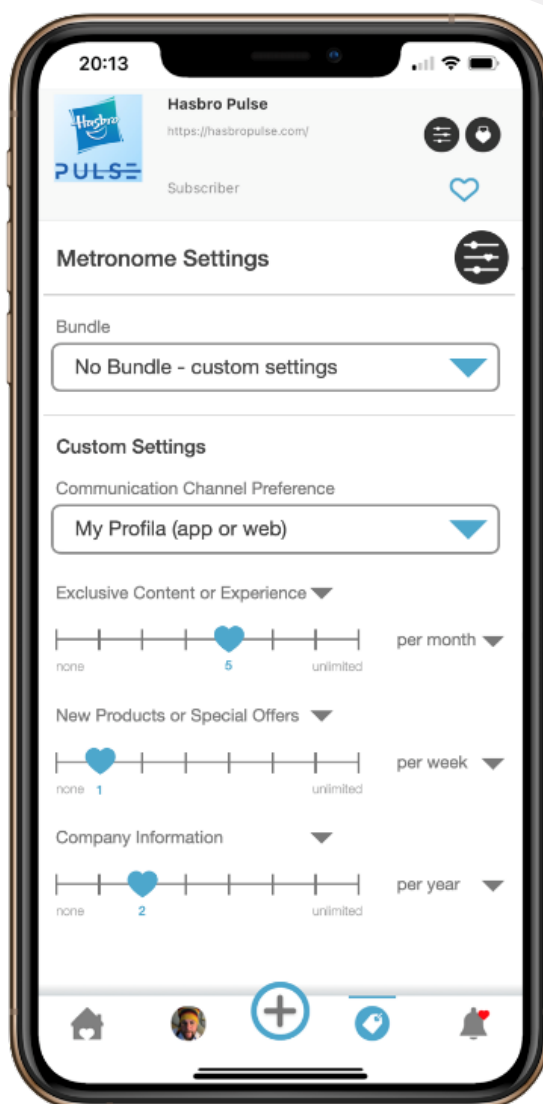 20:13
Hasbro Pulse
https://hasbropulse.com/
Hasbro
PULSE
Subscriber
Metronome Settings
Bundle
No Bundle - custom settings
Custom Settings
Communication Channel Preference
My Profila (app or web)
Exclusive Content or Experience
per month
none 5 unlimited
New Products or Special Offers
per week
none 1 unlimited
Company Information
per year
none 2 unlimited